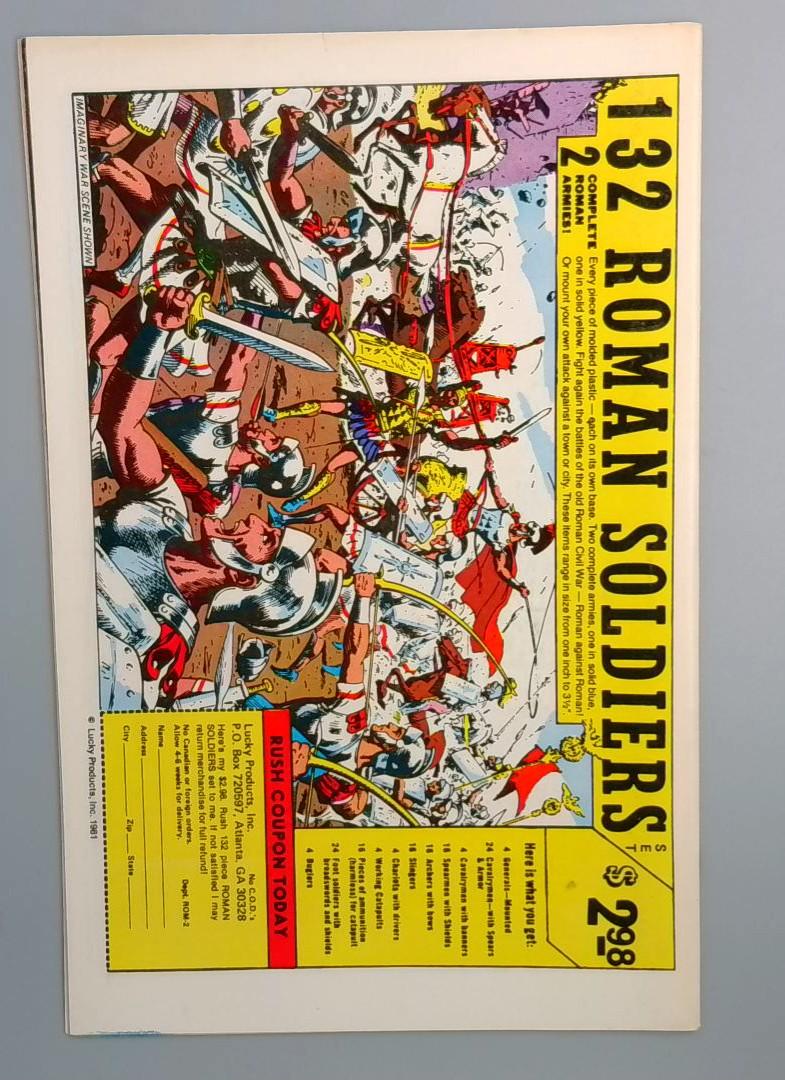 132 ROMAN SOLDIERS
SET $2.98
2 COMPLETE
ROMAN
ARMIES!
Every piece of molded plastic — each on its own base. Two complete armies, one in solid blue,
one in solid yellow. Fight again the battles of the old Roman Civil War — Roman against Roman!
Or mount your own attack against a town or city. These items range in size from one inch to 3½".
Here is what you get:
4 Generals—Mounted
24 Cavalrymen—with Spears
& Armor
4 Cavalrymen with banners
16 Spearmen with Shields
16 Archers with bows
16 Slingers
4 Chariots with drivers
4 Working Catapults
16 Pieces of ammunition
(harmless) for catapult
24 Foot soldiers with
broadswords and shields
4 Buglers
RUSH COUPON TODAY
Lucky Products, Inc. No C.O.D.'s
P.O. Box 720597, Atlanta, GA 30328
Here's my $2.98. Rush 132 piece ROMAN
SOLDIERS set to me. If not satisfied I may
return merchandise for full refund!
No Canadian or foreign orders. Dept. ROM-2
Allow 4-6 weeks for delivery.
Name
Address
City Zip State
IMAGINARY WAR SCENE SHOWN
© Lucky Products, Inc. 1981